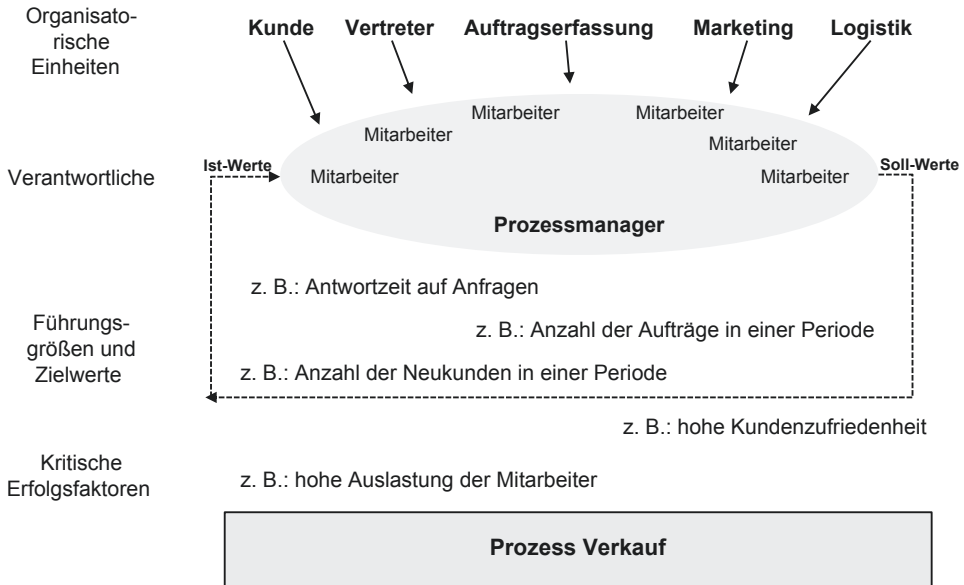 Organisato-
rische
Einheiten
Kunde Vertreter Auftragserfassung Marketing Logistik
Mitarbeiter Mitarbeiter
Mitarbeiter Mitarbeiter
Verantwortliche
Ist-Werte Mitarbeiter Mitarbeiter Soll-Werte
Prozessmanager
z. B.: Antwortzeit auf Anfragen
Führungs-
größen und
Zielwerte
z. B.: Anzahl der Aufträge in einer Periode
z. B.: Anzahl der Neukunden in einer Periode
z. B.: hohe Kundenzufriedenheit
Kritische
Erfolgsfaktoren
z. B.: hohe Auslastung der Mitarbeiter
Prozess Verkauf